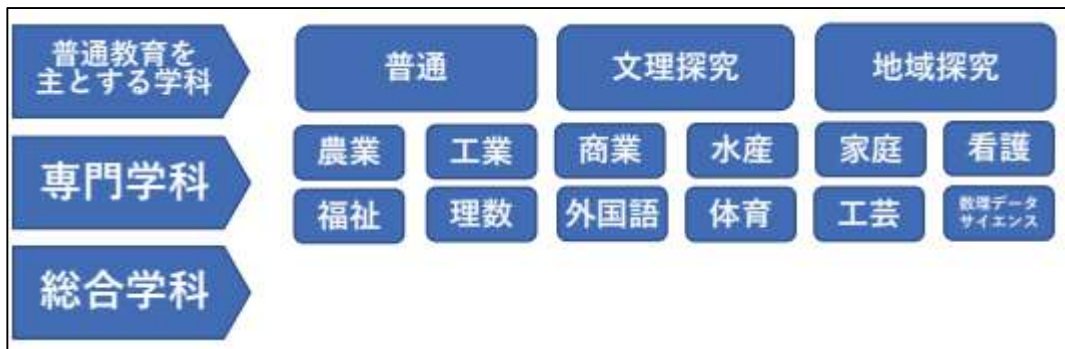 普通教育を
主とする学科
普通
文理探究
地域探究
専門学科
農業
工業
商業
水産
家庭
看護
福祉
理数
外国語
体育
工芸
数理データ
サイエンス
総合学科